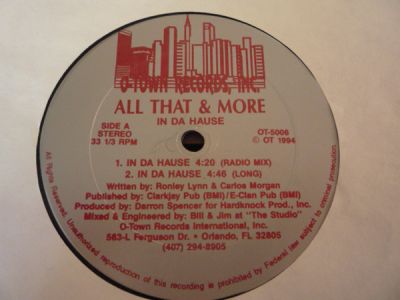 O-TOWN RECORDS, INC.
ALL THAT & MORE
IN DA HAUSE
SIDE A
STEREO
33 1/3 RPM
OT-5006
© OT 1994
1. IN DA HAUSE 4:20 (RADIO MIX)
2. IN DA HAUSE 4:46 (LONG)
Written by: Ronley Lynn & Carlos Morgan
Published by: Clarkjey Pub (BMI)/E-Clan Pub (BMI)
Produced by: Darron Spencer for Hardknock Prod., Inc.
Mixed & Engineered by: Bill & Jim at "The Studio"
O-Town Records International, Inc.
583-L Ferguson Dr. • Orlando, FL 32805
(407) 294-8905
All Rights Reserved. Unauthorized reproduction of this recording is prohibited by Federal law subject to criminal prosecution.